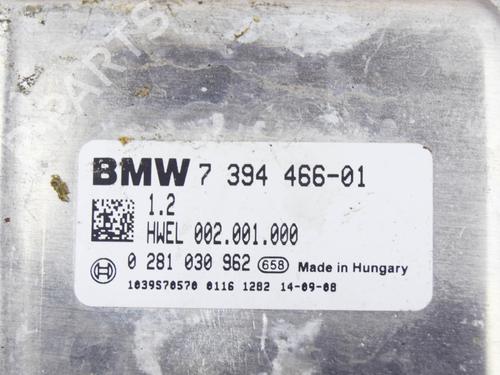 PARTS
BMW 7 394 466-01
1.2
HWEL 002.001.000
0 281 030 962 658 Made in Hungary
1039S70570 0116 1282 14-09-08